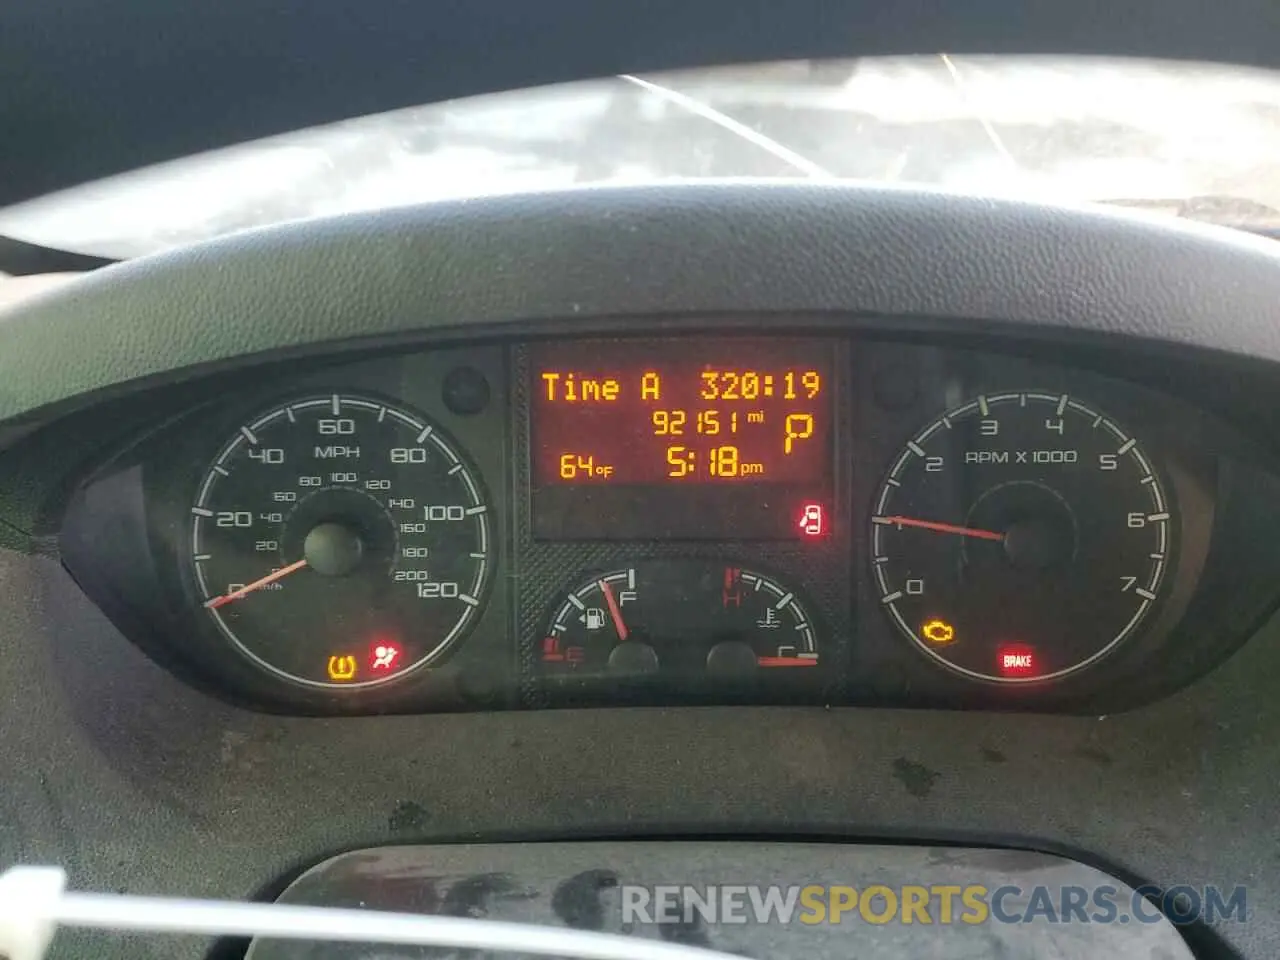 Time A 320:19
92151 mi
P
64°F 5:18pm
MPH
0 20 40 60 80 100 120
20 40 60 80 100 120 140 160 180 200
km/h
RPM X 1000
0 1 2 3 4 5 6 7
E F
H C
BRAKE
RENEWSPORTSCARS.COM